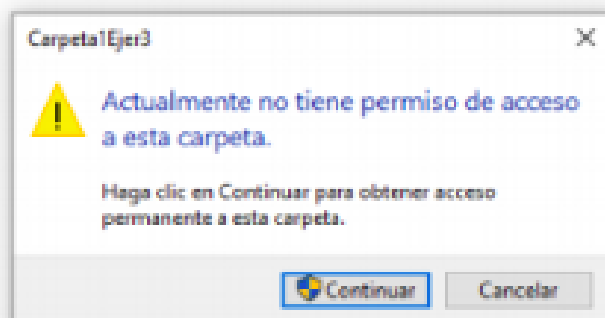 Carpeta1Ejer3
Actualmente no tiene permiso de acceso
a esta carpeta.
Haga clic en Continuar para obtener acceso
permanente a esta carpeta.
Continuar
Cancelar